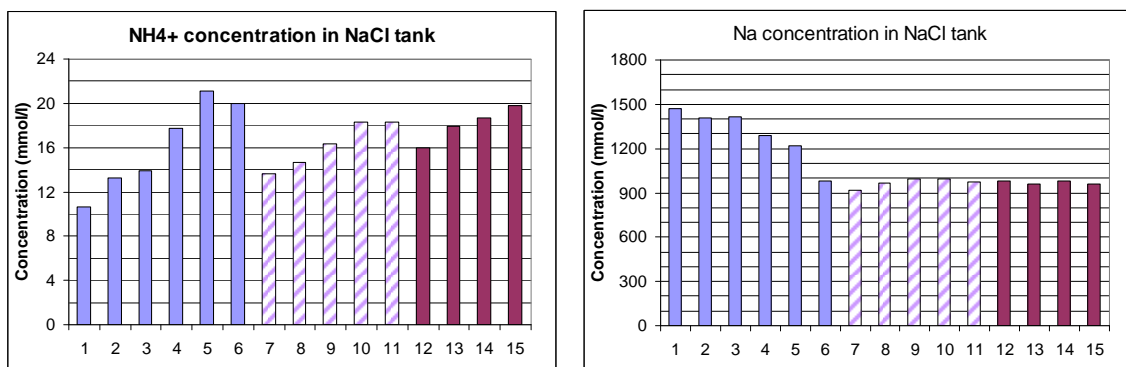 NH4+ concentration in NaCl tank
Concentration (mmol/l)
24
20
16
12
8
4
0
1 2 3 4 5 6 7 8 9 10 11 12 13 14 15
Na concentration in NaCl tank
Concentration (mmol/l)
1800
1500
1200
900
600
300
0
1 2 3 4 5 6 7 8 9 10 11 12 13 14 15